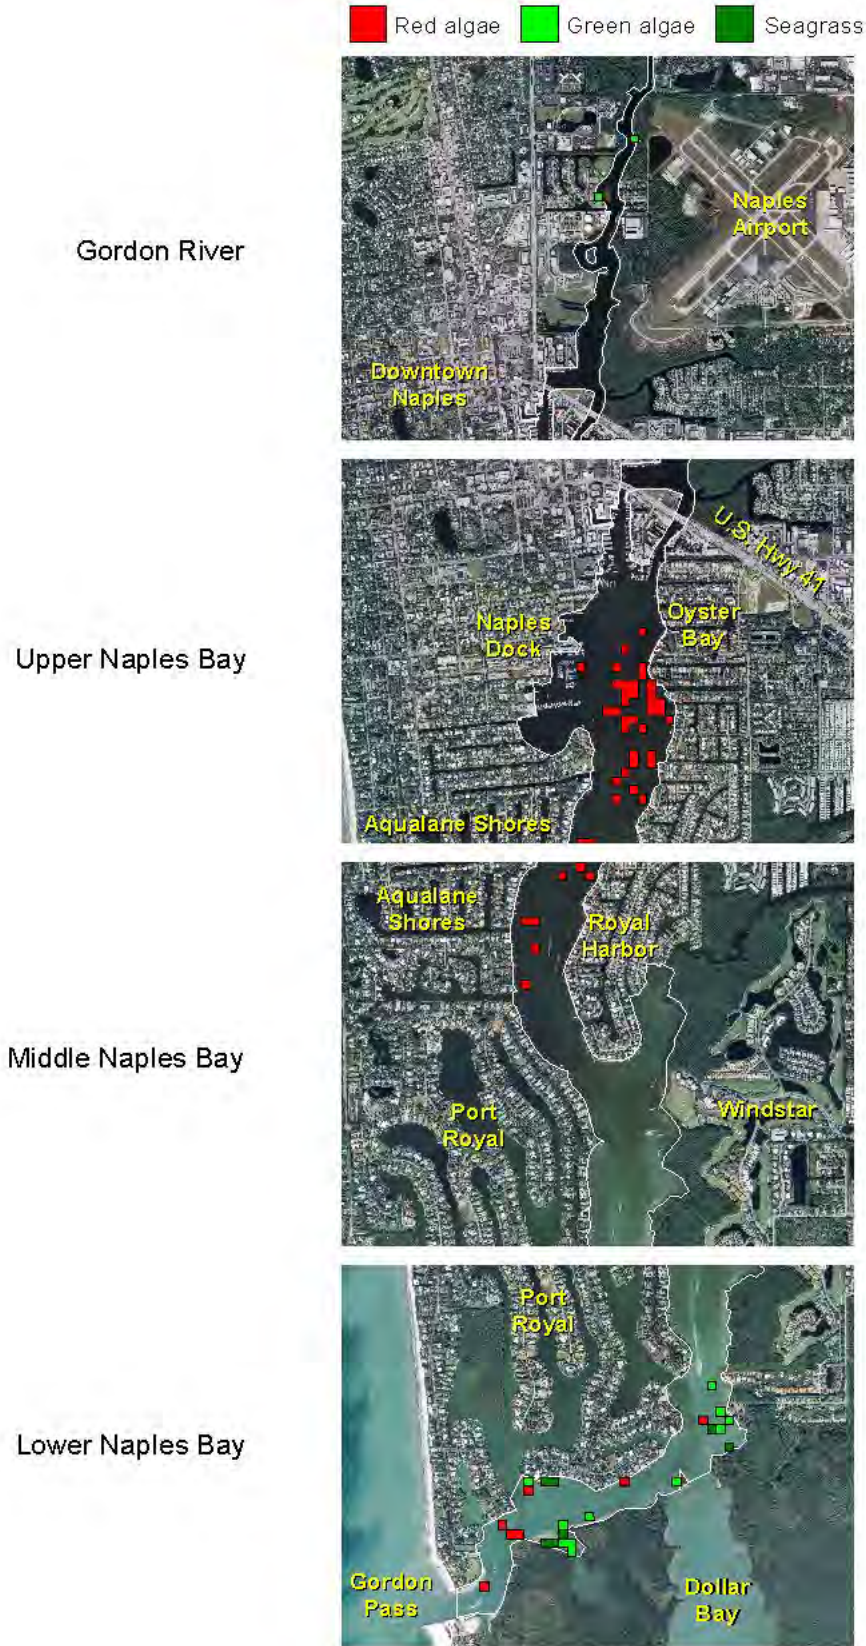 Red algae Green algae Seagrass
Gordon River
Naples
Airport
Downtown
Naples
Upper Naples Bay
U.S. Hwy 41
Naples
Dock
Oyster
Bay
Aqualane Shores
Middle Naples Bay
Aqualane
Shores
Royal
Harbor
Port
Royal
Windstar
Lower Naples Bay
Port
Royal
Gordon
Pass
Dollar
Bay